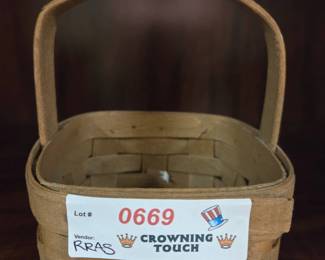 Lot # 0669
Vendor: RRAS CROWNING
TOUCH